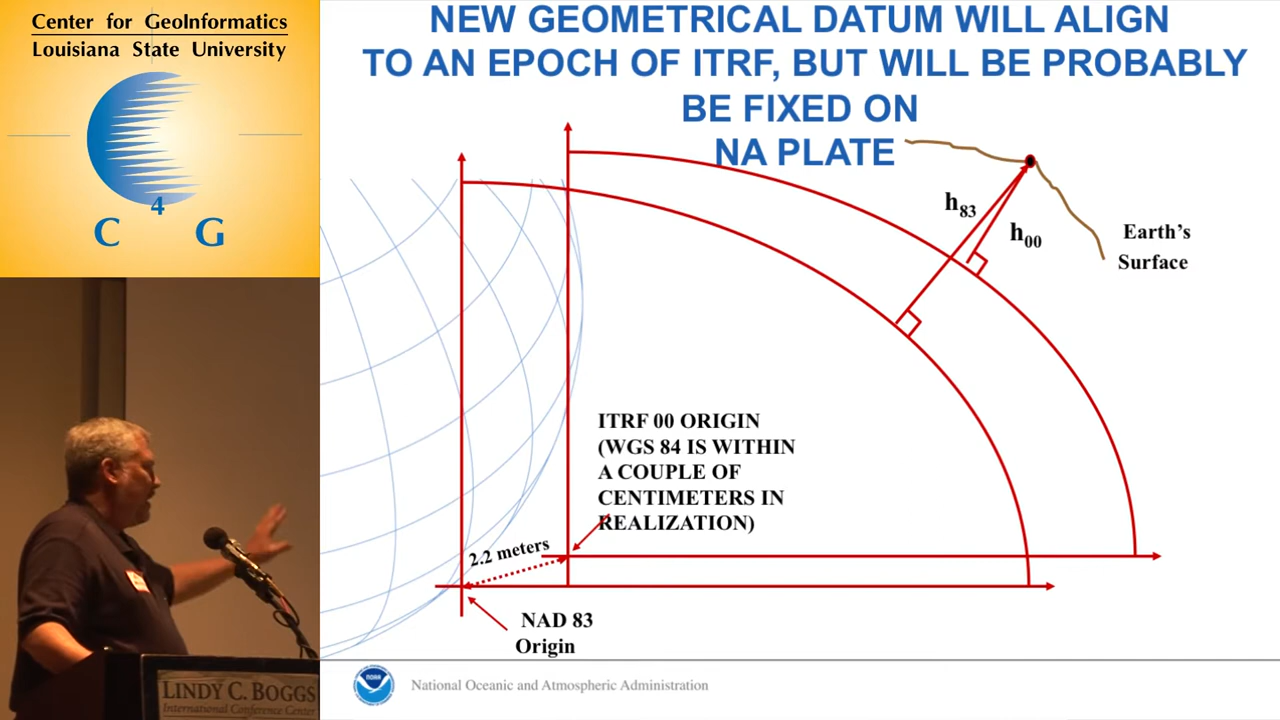 Center for GeoInformatics
Louisiana State University
C 4 G
NEW GEOMETRICAL DATUM WILL ALIGN
TO AN EPOCH OF ITRF, BUT WILL BE PROBABLY
BE FIXED ON
NA PLATE
h83
h00
Earth's
Surface
ITRF 00 ORIGIN
(WGS 84 IS WITHIN
A COUPLE OF
CENTIMETERS IN
REALIZATION)
2.2 meters
NAD 83
Origin
NOAA
National Oceanic and Atmospheric Administration
LINDY C. BOGGS
International Conference Center